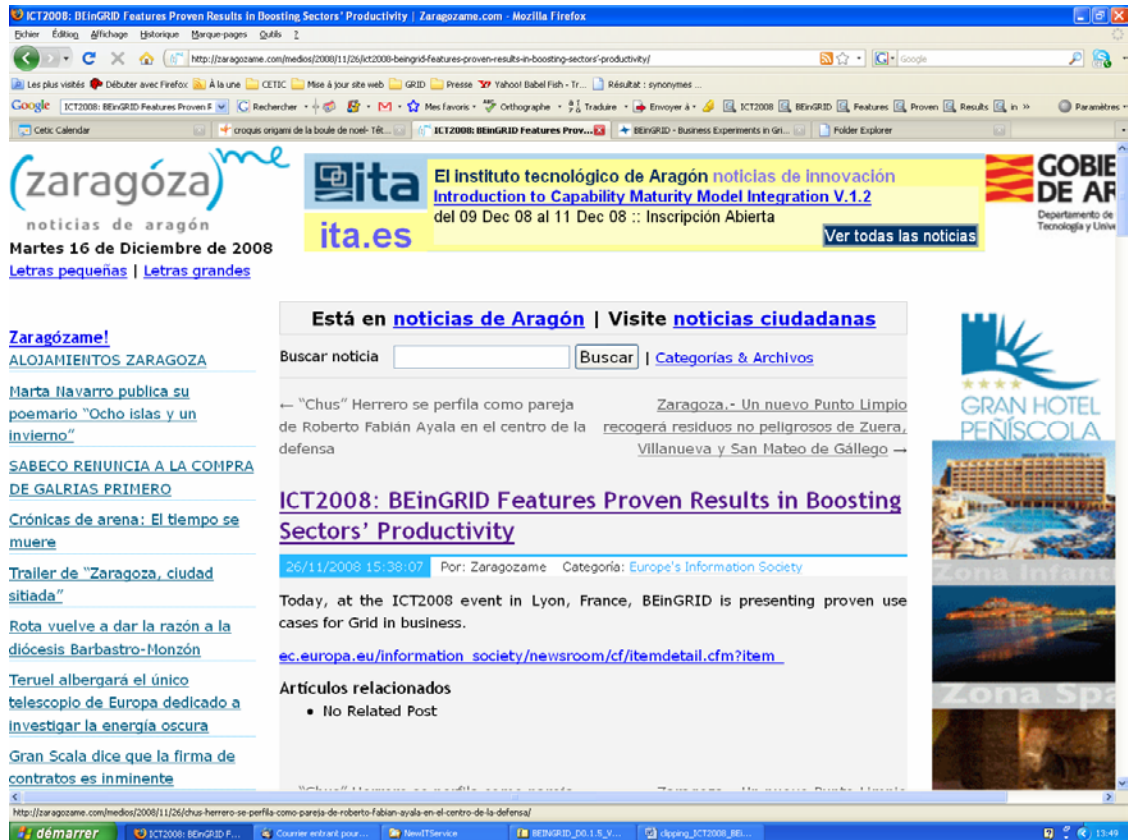 ICT2008: BEinGRID Features Proven Results in Boosting Sectors' Productivity | Zaragozame.com - Mozilla Firefox
Fichier Édition Affichage Historique Marque-pages Outils ?
http://zaragozame.com/medios/2008/11/26/ict2008-beingrid-features-proven-results-in-boosting-sectors'-productivity/
Google
Les plus visités Débuter avec Firefox À la une CETIC Mise à jour site web GRID Presse Yahoo! Babel Fish - Tr... Résultat : synonymes ...
Google ICT2008: BEinGRID Features Proven F Rechercher Mes favoris Orthographe Traduire Envoyer à ICT2008 BEinGRID Features Proven Results in » Paramètres
Cetic Calendar croquis origami de la boule de noel- Têt... ICT2008: BEinGRID Features Prov... BEinGRID - Business Experiments in Gri... Folder Explorer
(zaragóza)me
noticias de aragón
Martes 16 de Diciembre de 2008
Letras pequeñas | Letras grandes
ita
ita.es
El instituto tecnológico de Aragón noticias de innovación
Introduction to Capability Maturity Model Integration V.1.2
del 09 Dec 08 al 11 Dec 08 :: Inscripción Abierta
Ver todas las noticias
GOBIE
DE AR
Departamento de
Tecnología y Unive
Zaragózame!
ALOJAMIENTOS ZARAGOZA
Marta Navarro publica su
poemario "Ocho islas y un
invierno"
SABECO RENUNCIA A LA COMPRA
DE GALRIAS PRIMERO
Crónicas de arena: El tiempo se
muere
Trailer de "Zaragoza, ciudad
sitiada"
Rota vuelve a dar la razón a la
diócesis Barbastro-Monzón
Teruel albergará el único
telescopio de Europa dedicado a
investigar la energía oscura
Gran Scala dice que la firma de
contratos es inminente
Está en noticias de Aragón | Visite noticias ciudadanas
Buscar noticia Buscar | Categorías & Archivos
← "Chus" Herrero se perfila como pareja
de Roberto Fabián Ayala en el centro de la
defensa
Zaragoza.- Un nuevo Punto Limpio
recogerá residuos no peligrosos de Zuera,
Villanueva y San Mateo de Gállego →
ICT2008: BEinGRID Features Proven Results in Boosting
Sectors' Productivity
26/11/2008 15:38:07 Por: Zaragozame Categoría: Europe's Information Society
Today, at the ICT2008 event in Lyon, France, BEinGRID is presenting proven use
cases for Grid in business.
ec.europa.eu/information_society/newsroom/cf/itemdetail.cfm?item_
Artículos relacionados
• No Related Post
GRAN HOTEL
PEÑÍSCOLA
Zona Infant
Zona Spa
http://zaragozame.com/medios/2008/11/26/chus-herrero-se-perfila-como-pareja-de-roberto-fabian-ayala-en-el-centro-de-la-defensa/
démarrer ICT2008: BEinGRID F... Courrier entrant pour... NewITService BEINGRID_D0.1.5_V... clipping_ICT2008_BEI... 13:49